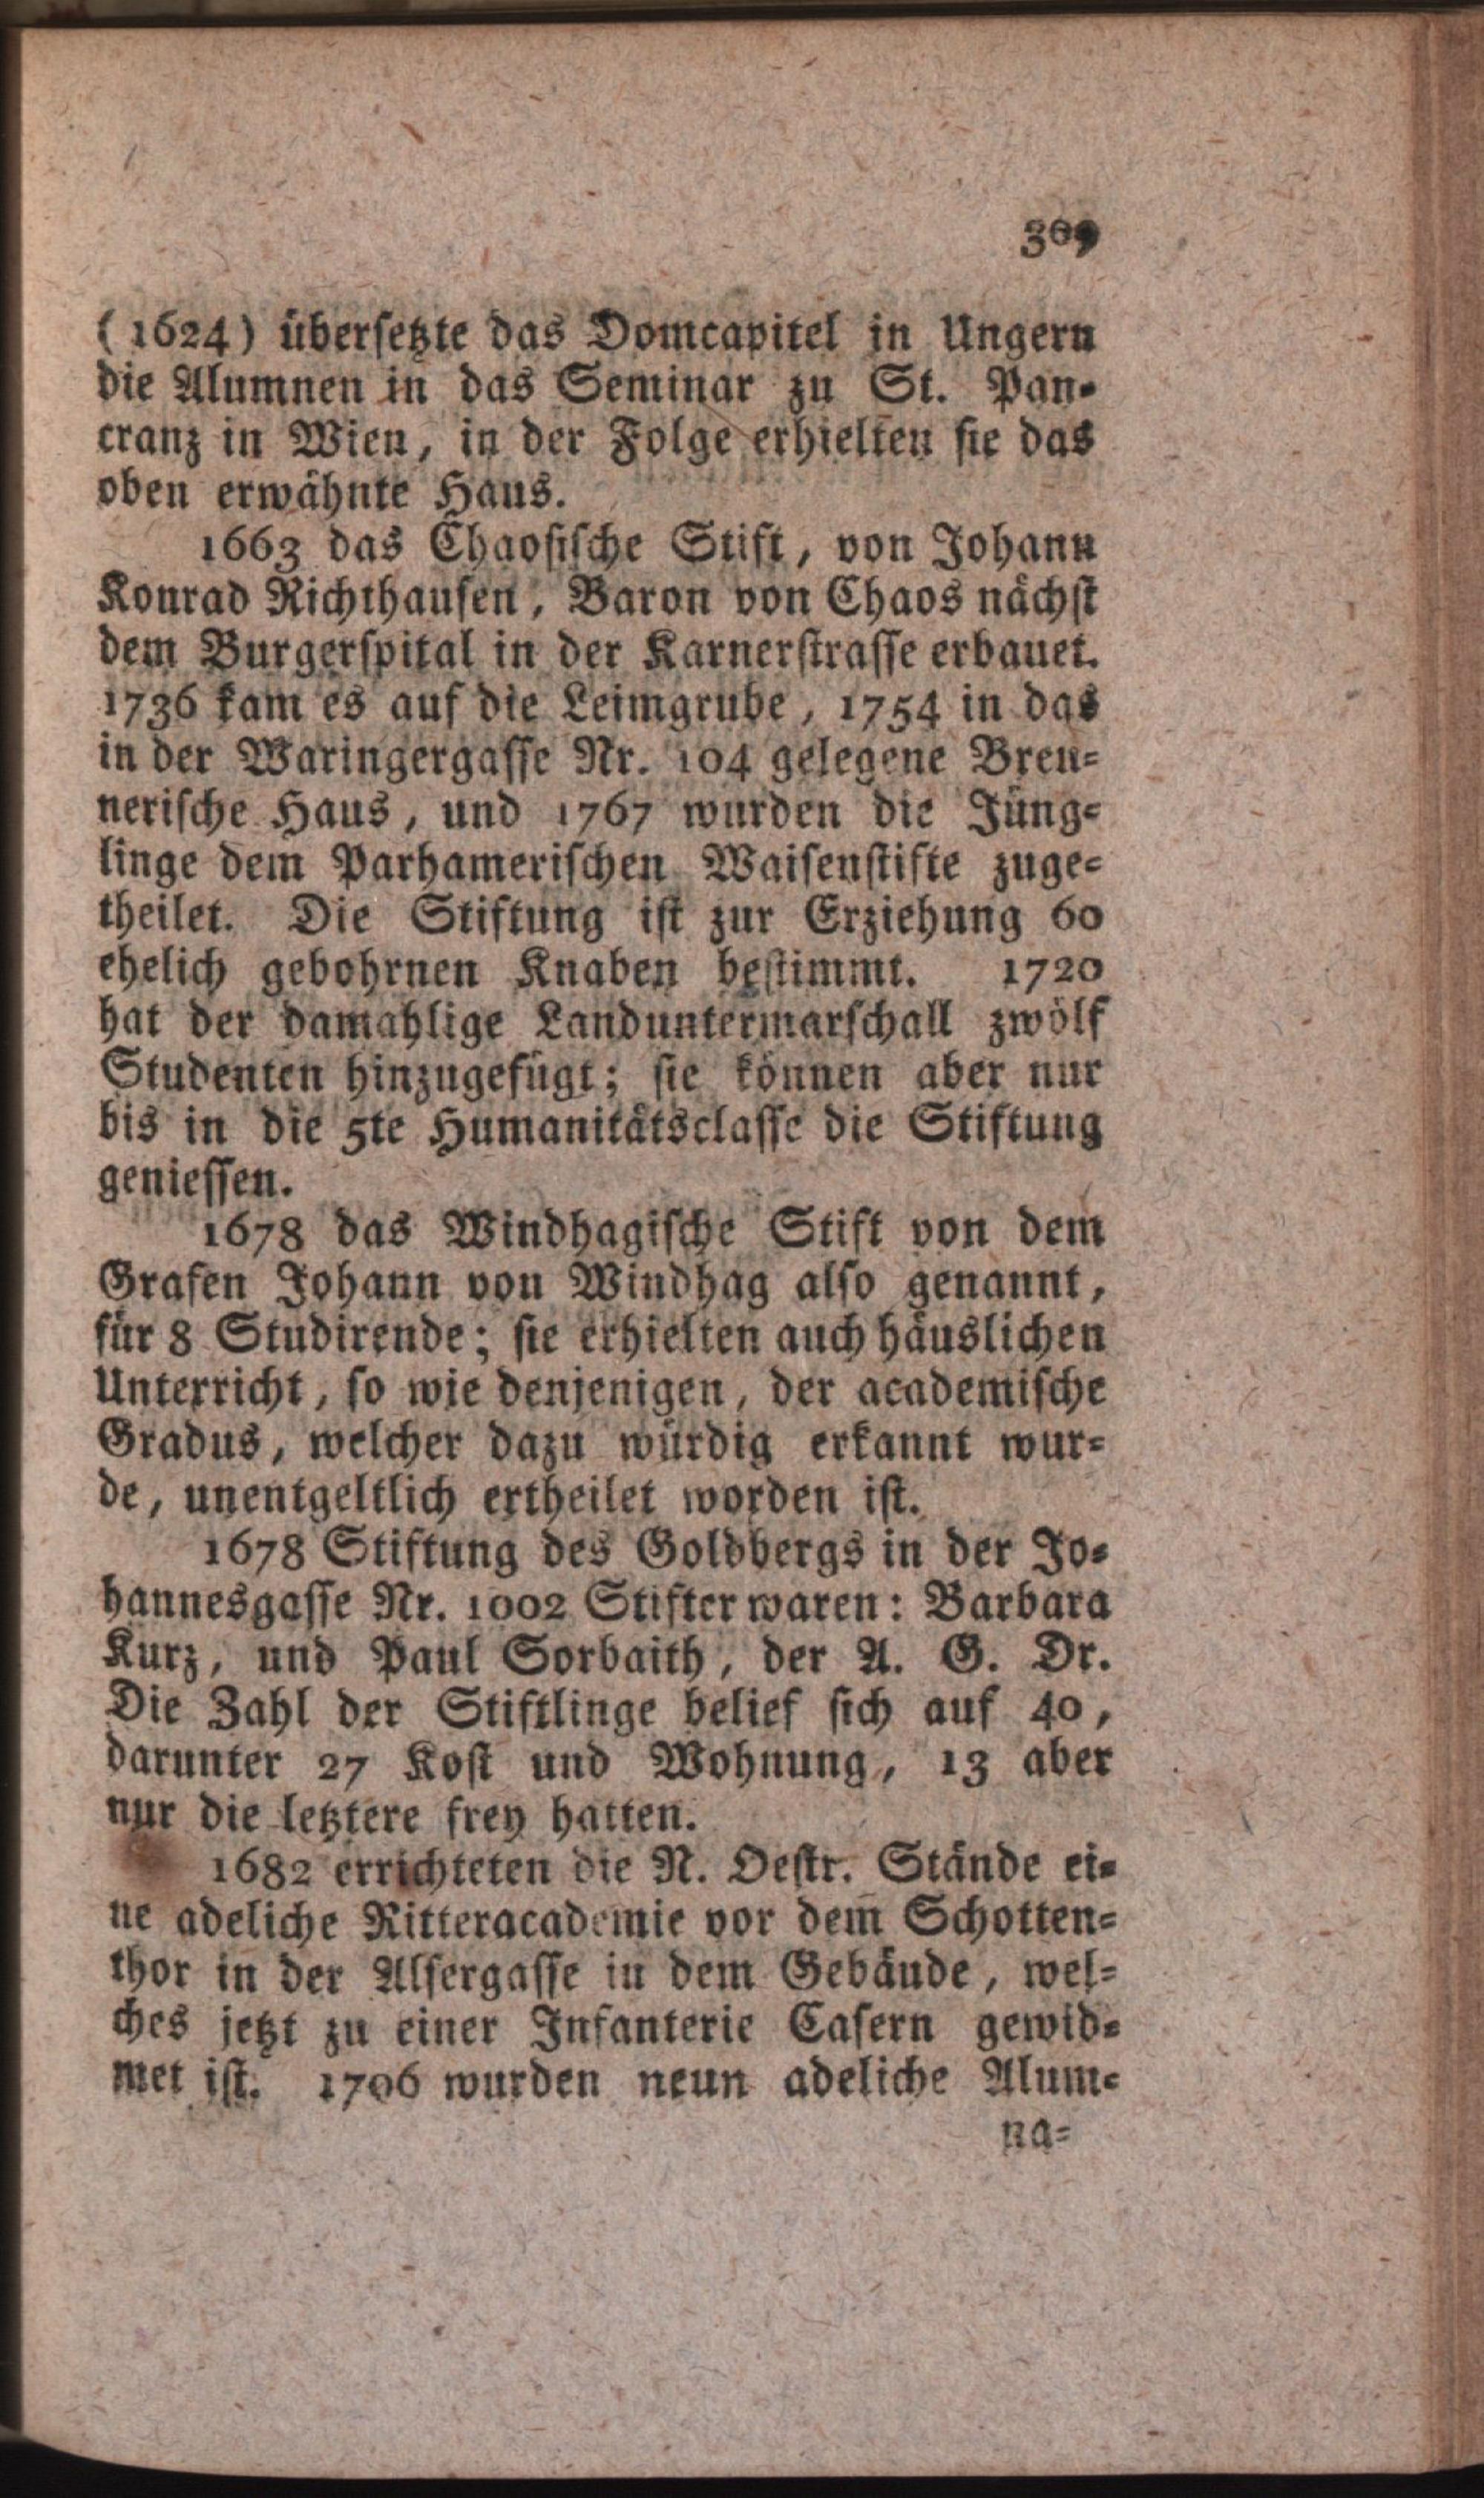 309
(1624) übersetzte das Domcapitel in Ungern
die Alumnen in das Seminar zu St. Pan-
cranz in Wien, in der Folge erhielten sie das
oben erwähnte Haus.
1663 das Chaosische Stift, von Johann
Konrad Richthausen, Baron von Chaos nächst
dem Burgerspital in der Karnerstrasse erbauet.
1736 kam es auf die Leimgrube, 1754 in das
in der Waringergasse Nr. 104 gelegene Bren-
nerische Haus, und 1767 wurden die Jüng-
linge dem Parhamerischen Waisenstifte zuge-
theilet. Die Stiftung ist zur Erziehung 60
ehelich gebohrnen Knaben bestimmt. 1720
hat der damahlige Landuntermarschall zwölf
Studenten hinzugefügt; sie können aber nur
bis in die 5te Humanitätsclasse die Stiftung
geniessen.
1678 das Windhagische Stift von dem
Grafen Johann von Windhag also genannt,
für 8 Studirende; sie erhielten auch häuslichen
Unterricht, so wie denjenigen, der academische
Gradus, welcher dazu würdig erkannt wur-
de, unentgeltlich ertheilet worden ist.
1678 Stiftung des Goldbergs in der Jo-
hannesgasse Nr. 1002 Stifter waren: Barbara
Kurz, und Paul Sorbaith, der A. G. Dr.
Die Zahl der Stiftlinge belief sich auf 40,
darunter 27 Kost und Wohnung, 13 aber
nur die letztere frey hatten.
1682 errichteten die N. Oestr. Stände ei-
ne adeliche Ritteracademie vor dem Schotten-
thor in der Alsergasse in dem Gebäude, wel-
ches jetzt zu einer Infanterie Casern gewid-
met ist. 1706 wurden neun adeliche Alum-
na-